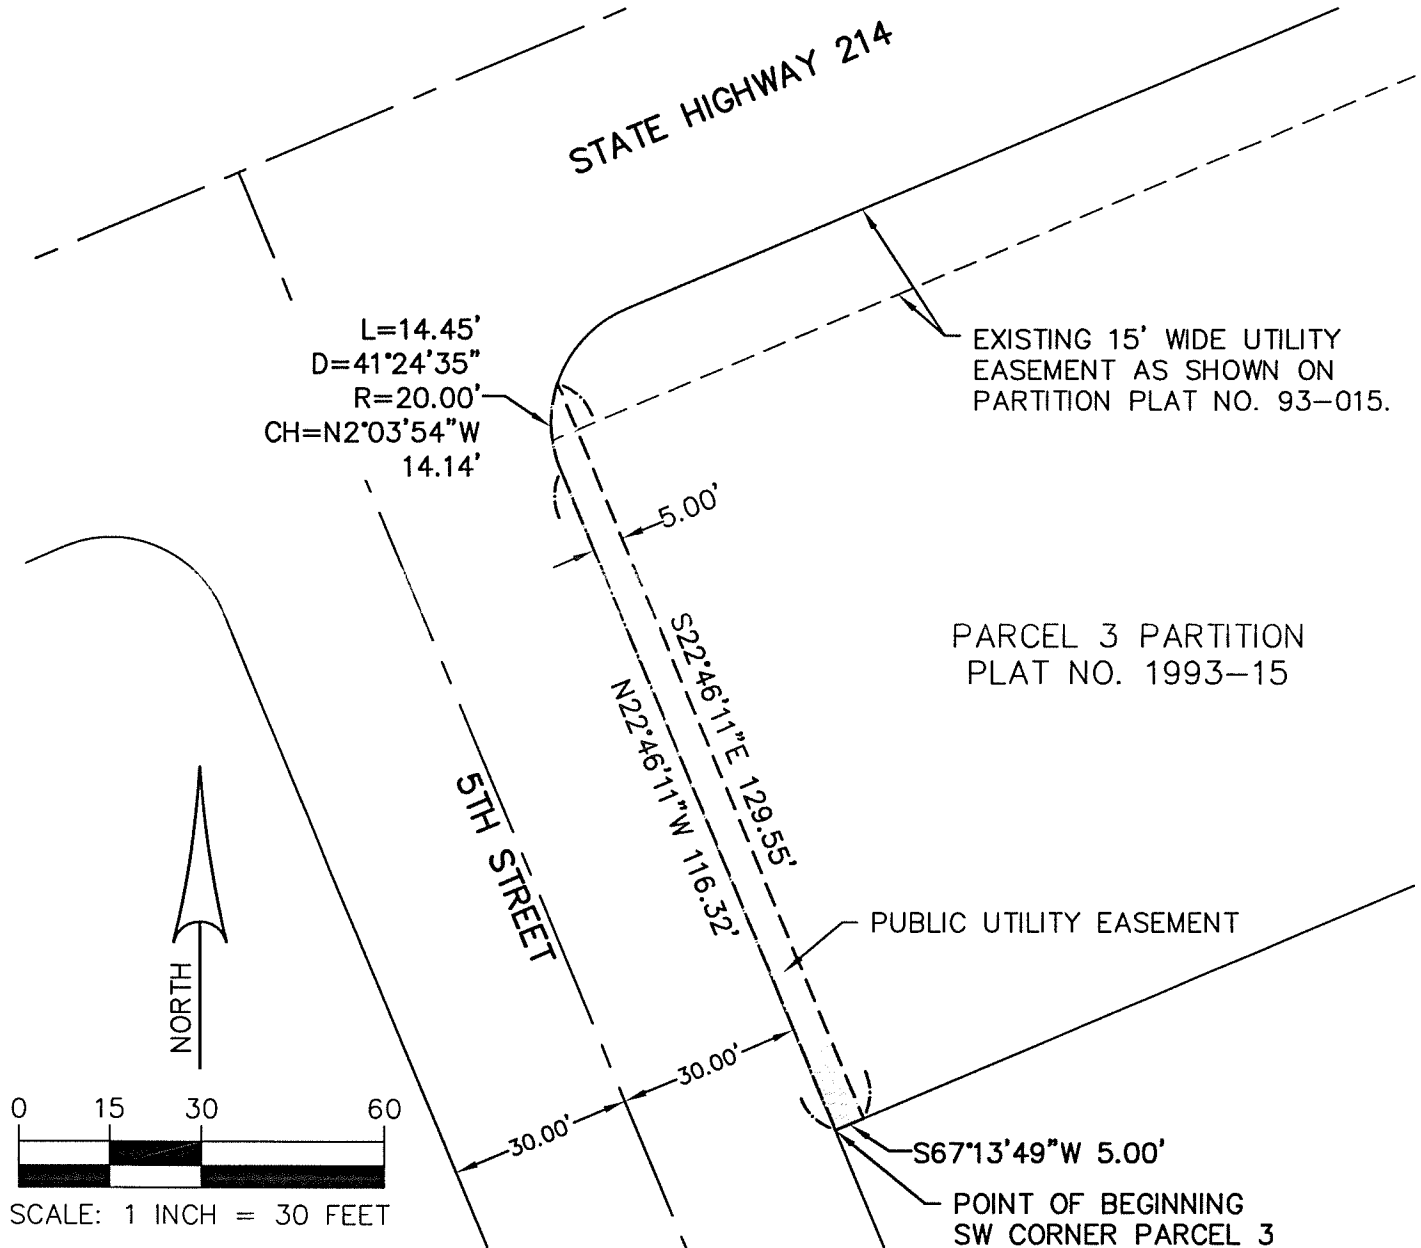 STATE HIGHWAY 214
L=14.45'
D=41°24'35"
R=20.00'
CH=N2°03'54"W
14.14'
EXISTING 15' WIDE UTILITY
EASEMENT AS SHOWN ON
PARTITION PLAT NO. 93-015.
5.00'
PARCEL 3 PARTITION
PLAT NO. 1993-15
S22°46'11"E 129.55'
N22°46'11"W 116.32'
5TH STREET
PUBLIC UTILITY EASEMENT
NORTH
30.00'
30.00'
0 15 30 60
SCALE: 1 INCH = 30 FEET
S67°13'49"W 5.00'
POINT OF BEGINNING
SW CORNER PARCEL 3